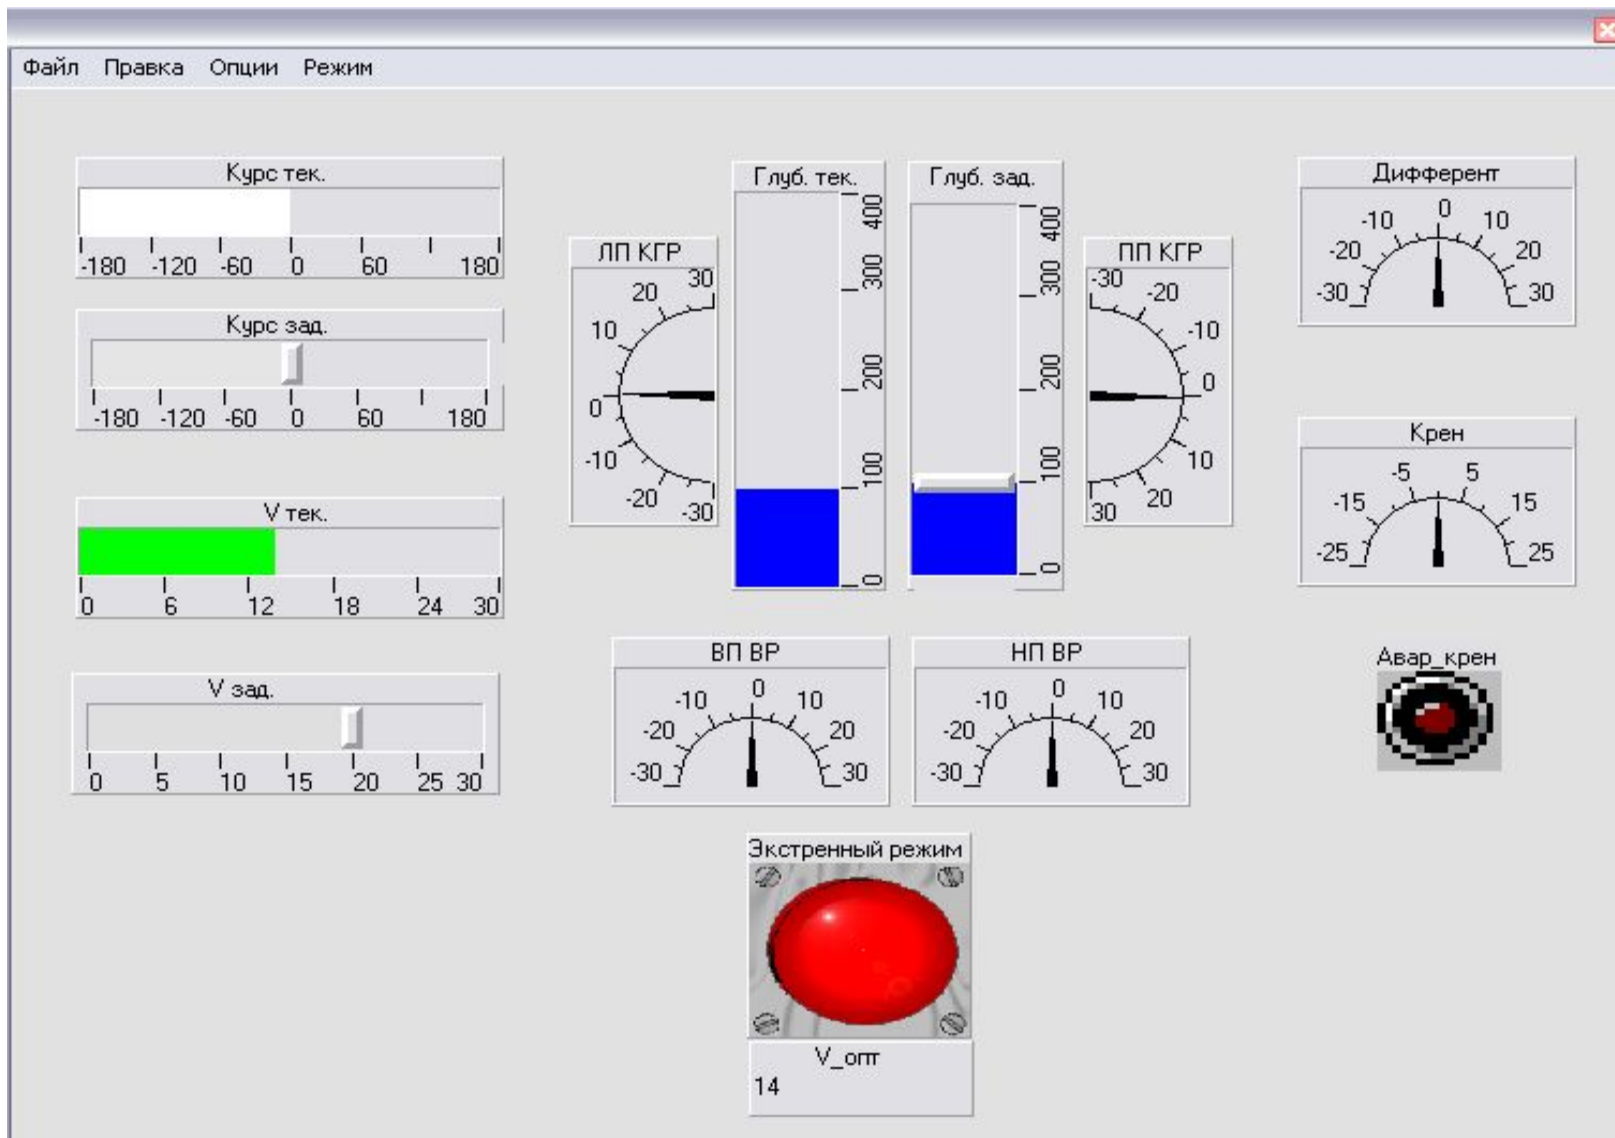 Файл Правка Опции Режим
Курс тек.
-180 -120 -60 0 60 180
Курс зад.
-180 -120 -60 0 60 180
V тек.
0 6 12 18 24 30
V зад.
0 5 10 15 20 25 30
ЛП КГР
30
20
10
0
-10
-20
-30
Глуб. тек.
400
300
200
100
0
Глуб. зад.
400
300
200
100
0
ПП КГР
-30
-20
-10
0
10
20
30
Дифферент
-30 -20 -10 0 10 20 30
Крен
-25 -15 -5 5 15 25
ВП ВР
-30 -20 -10 0 10 20 30
НП ВР
-30 -20 -10 0 10 20 30
Авар_крен
Экстренный режим
V_опт
14